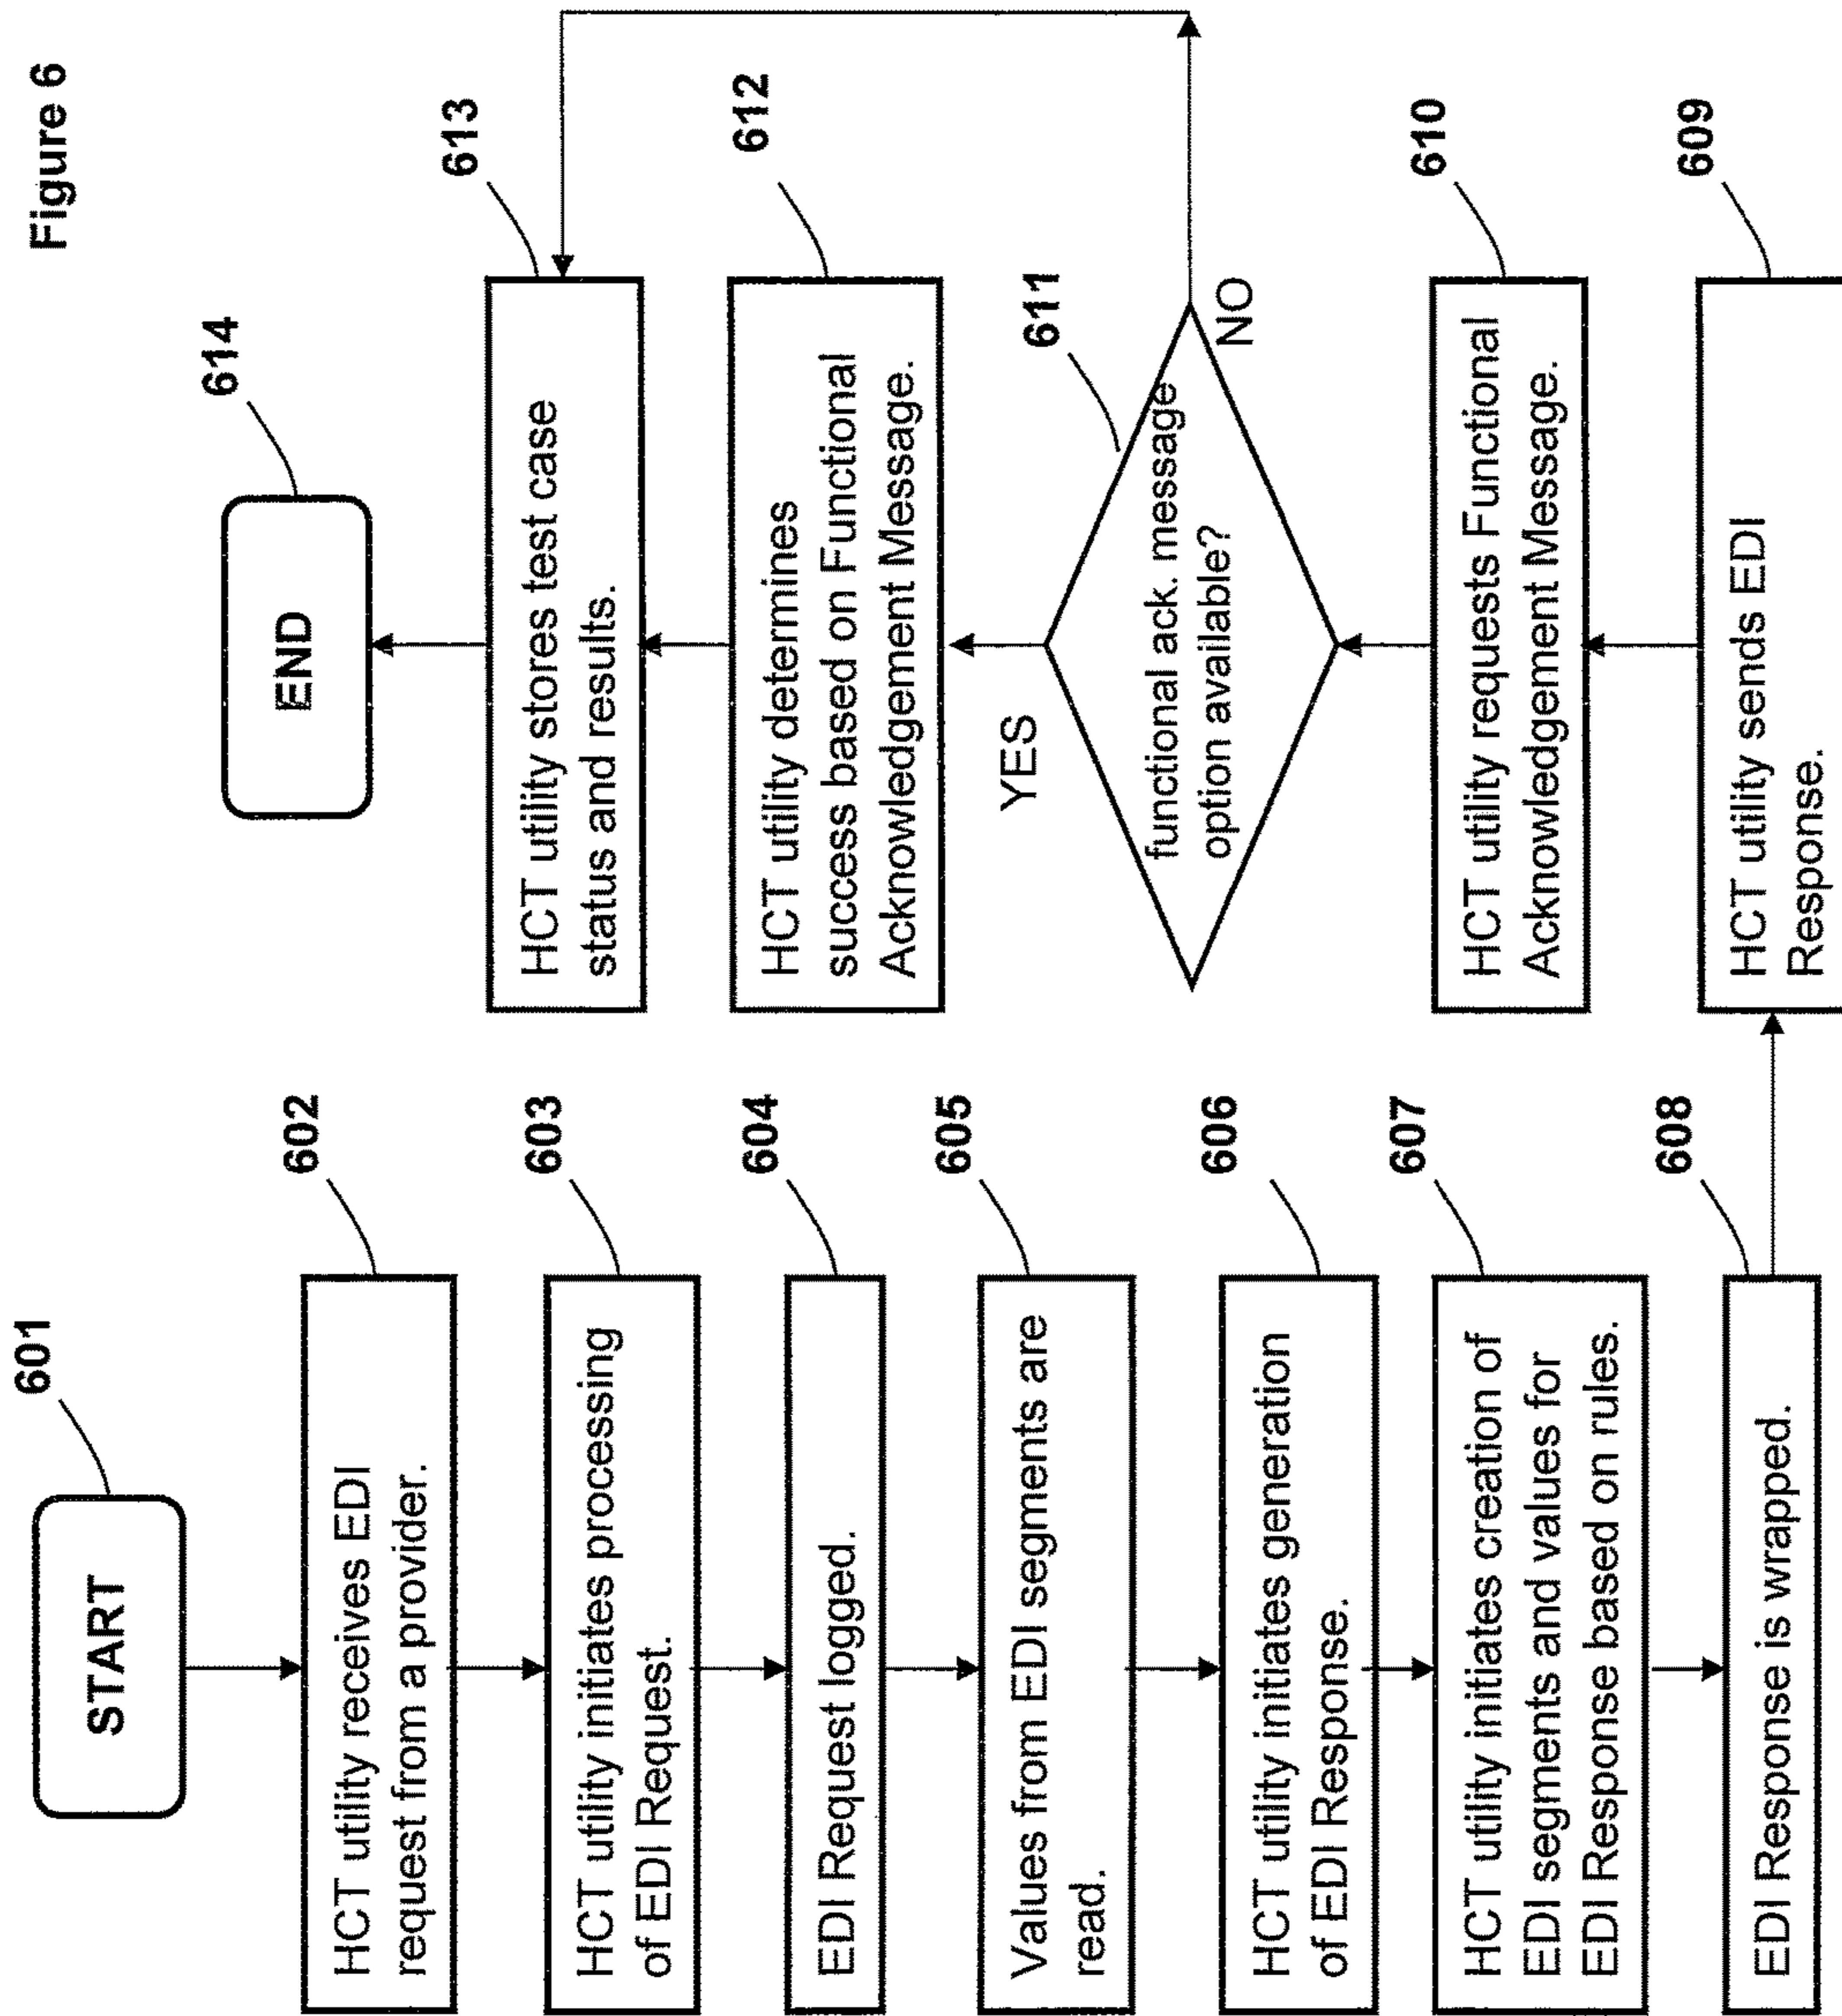 Figure 6
START
601
HCT utility receives EDI
request from a provider.
602
HCT utility initiates processing
of EDI Request.
603
EDI Request logged.
604
Values from EDI segments are
read.
605
HCT utility initiates generation
of EDI Response.
606
HCT utility initiates creation of
EDI segments and values for
EDI Response based on rules.
607
EDI Response is wrapped.
608
HCT utility sends EDI
Response.
609
HCT utility requests Functional
Acknowledgement Message.
610
functional ack. message
option available?
611
YES
NO
HCT utility determines
success based on Functional
Acknowledgement Message.
612
HCT utility stores test case
status and results.
613
END
614